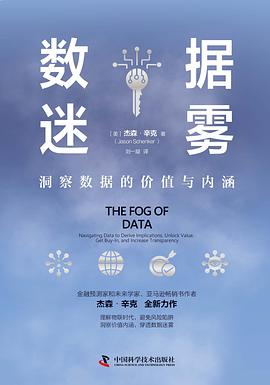 数据
迷雾
[美] 杰森·辛克 著
(Jason Schenker)
刘一璇 译
洞察数据的价值与内涵
THE FOG OF
DATA
Navigating Data to Derive Implications, Unlock Value,
Get Buy-In, and Increase Transparency
金融预测家和未来学家、亚马逊畅销书作者
杰森·辛克 全新力作
理解物联时代,避免风险陷阱
洞察价值内涵,穿透数据迷雾
中国科学技术出版社